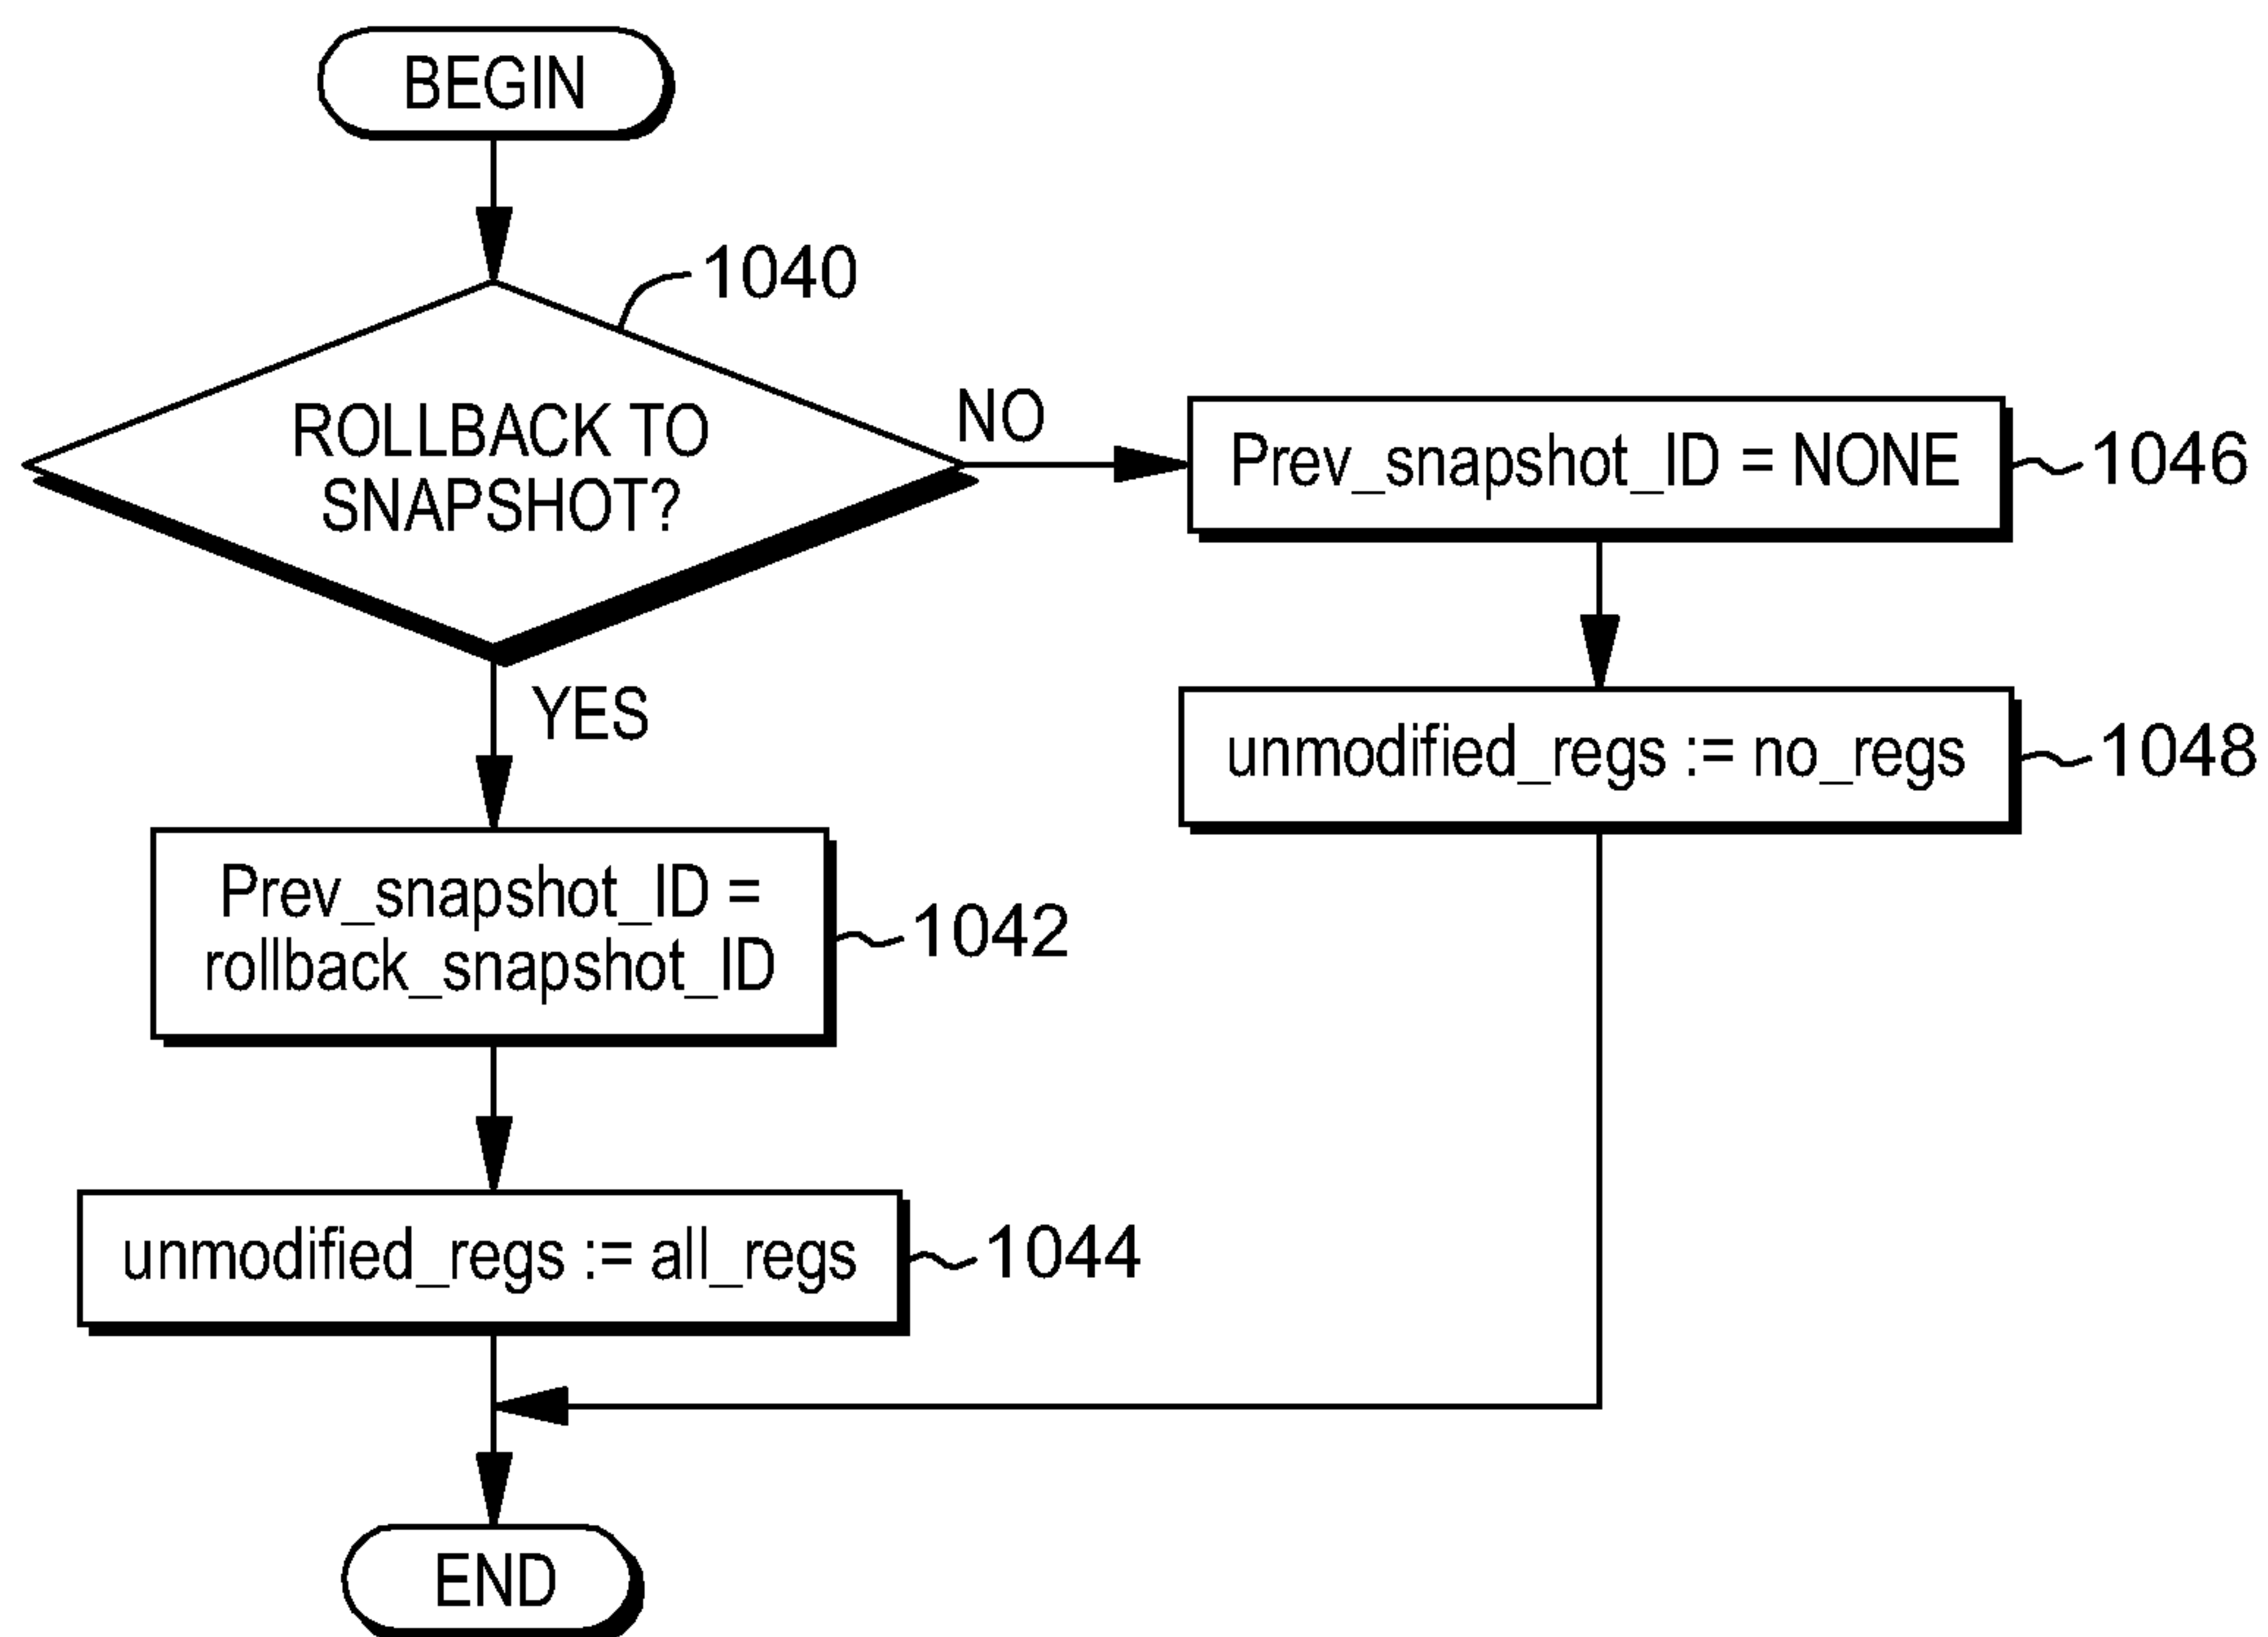 BEGIN
1040
ROLLBACK TO
SNAPSHOT?
NO
Prev_snapshot_ID = NONE
1046
unmodified_regs := no_regs
1048
YES
Prev_snapshot_ID =
rollback_snapshot_ID
1042
unmodified_regs := all_regs
1044
END